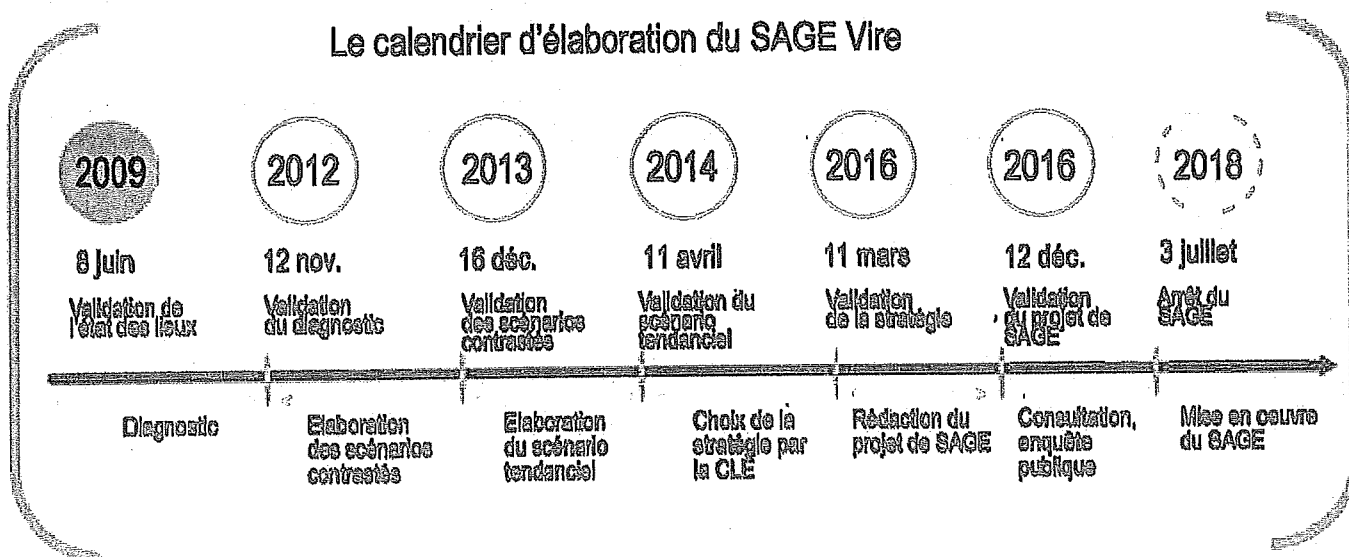 Le calendrier d'élaboration du SAGE Vire
2009
2012
2013
2014
2016
2016
2018
8 juin
12 nov.
16 déc.
11 avril
11 mars
12 déc.
3 juillet
Validation de
l'état des lieux
Validation
du diagnostic
Validation
des scénarios
contrastés
Validation du
scénario
tendanciel
Validation
de la stratégie
Validation
du projet de
SAGE
Arrêt du
SAGE
Diagnostic
Elaboration
des scénarios
contrastés
Elaboration
du scénario
tendanciel
Choix de la
stratégie par
la CLE
Rédaction du
projet de SAGE
Consultation,
enquête
publique
Mise en oeuvre
du SAGE